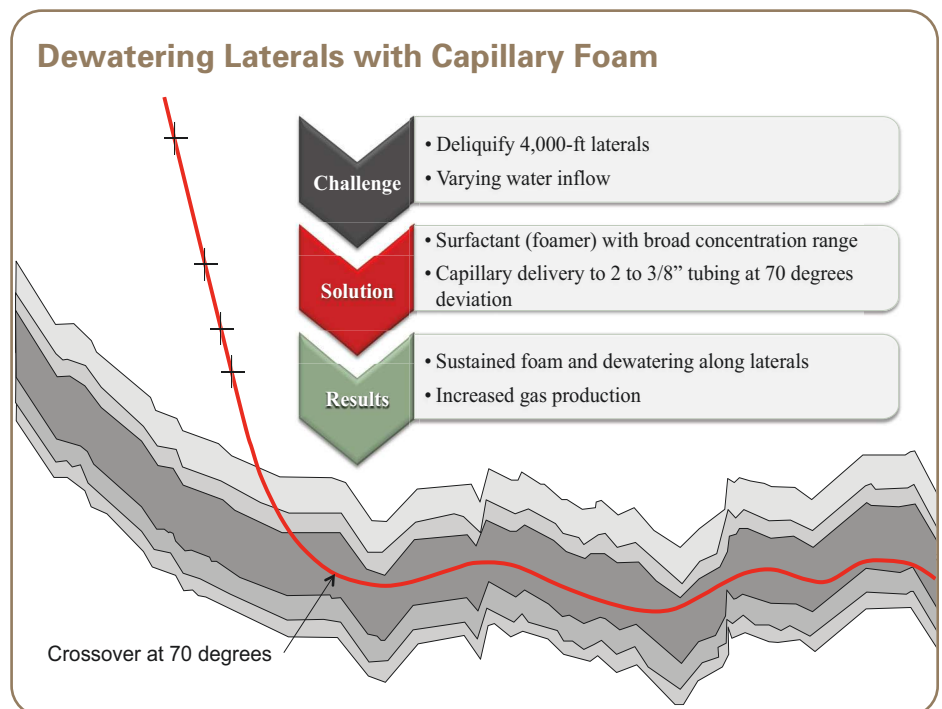 Dewatering Laterals with Capillary Foam
Challenge
• Deliquify 4,000-ft laterals
• Varying water inflow
Solution
• Surfactant (foamer) with broad concentration range
• Capillary delivery to 2 to 3/8” tubing at 70 degrees
deviation
Results
• Sustained foam and dewatering along laterals
• Increased gas production
Crossover at 70 degrees